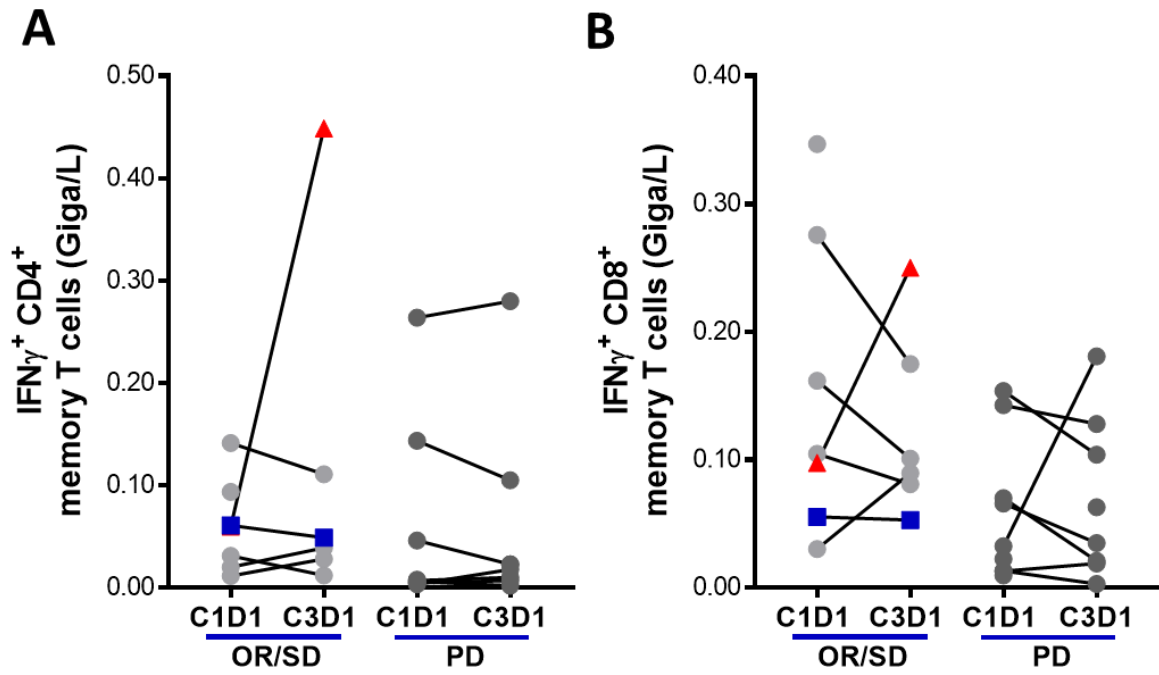 A
IFNγ⁺ CD4⁺
memory T cells (Giga/L)
0.50
0.40
0.30
0.20
0.10
0.00
C1D1 C3D1 C1D1 C3D1
OR/SD PD
B
IFNγ⁺ CD8⁺
memory T cells (Giga/L)
0.40
0.30
0.20
0.10
0.00
C1D1 C3D1 C1D1 C3D1
OR/SD PD